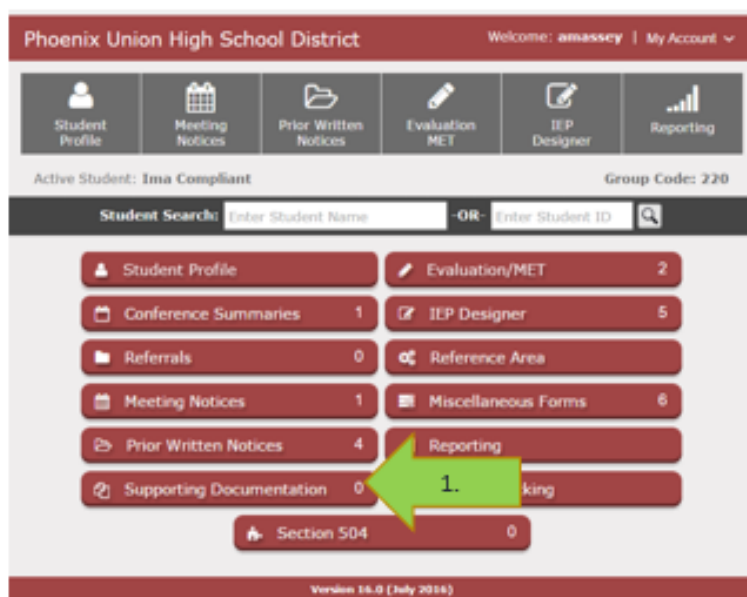 Phoenix Union High School District Welcome: amassey | My Account
Student Profile
Meeting Notices
Prior Written Notices
Evaluation MET
IEP Designer
Reporting
Active Student: Ima Compliant Group Code: 220
Student Search: Enter Student Name -OR- Enter Student ID
Student Profile
Evaluation/MET 2
Conference Summaries 1
IEP Designer 5
Referrals 0
Reference Area
Meeting Notices 1
Miscellaneous Forms 6
Prior Written Notices 4
Reporting
Supporting Documentation 0
1.
king
Section 504 0
Version 16.0 (July 2016)